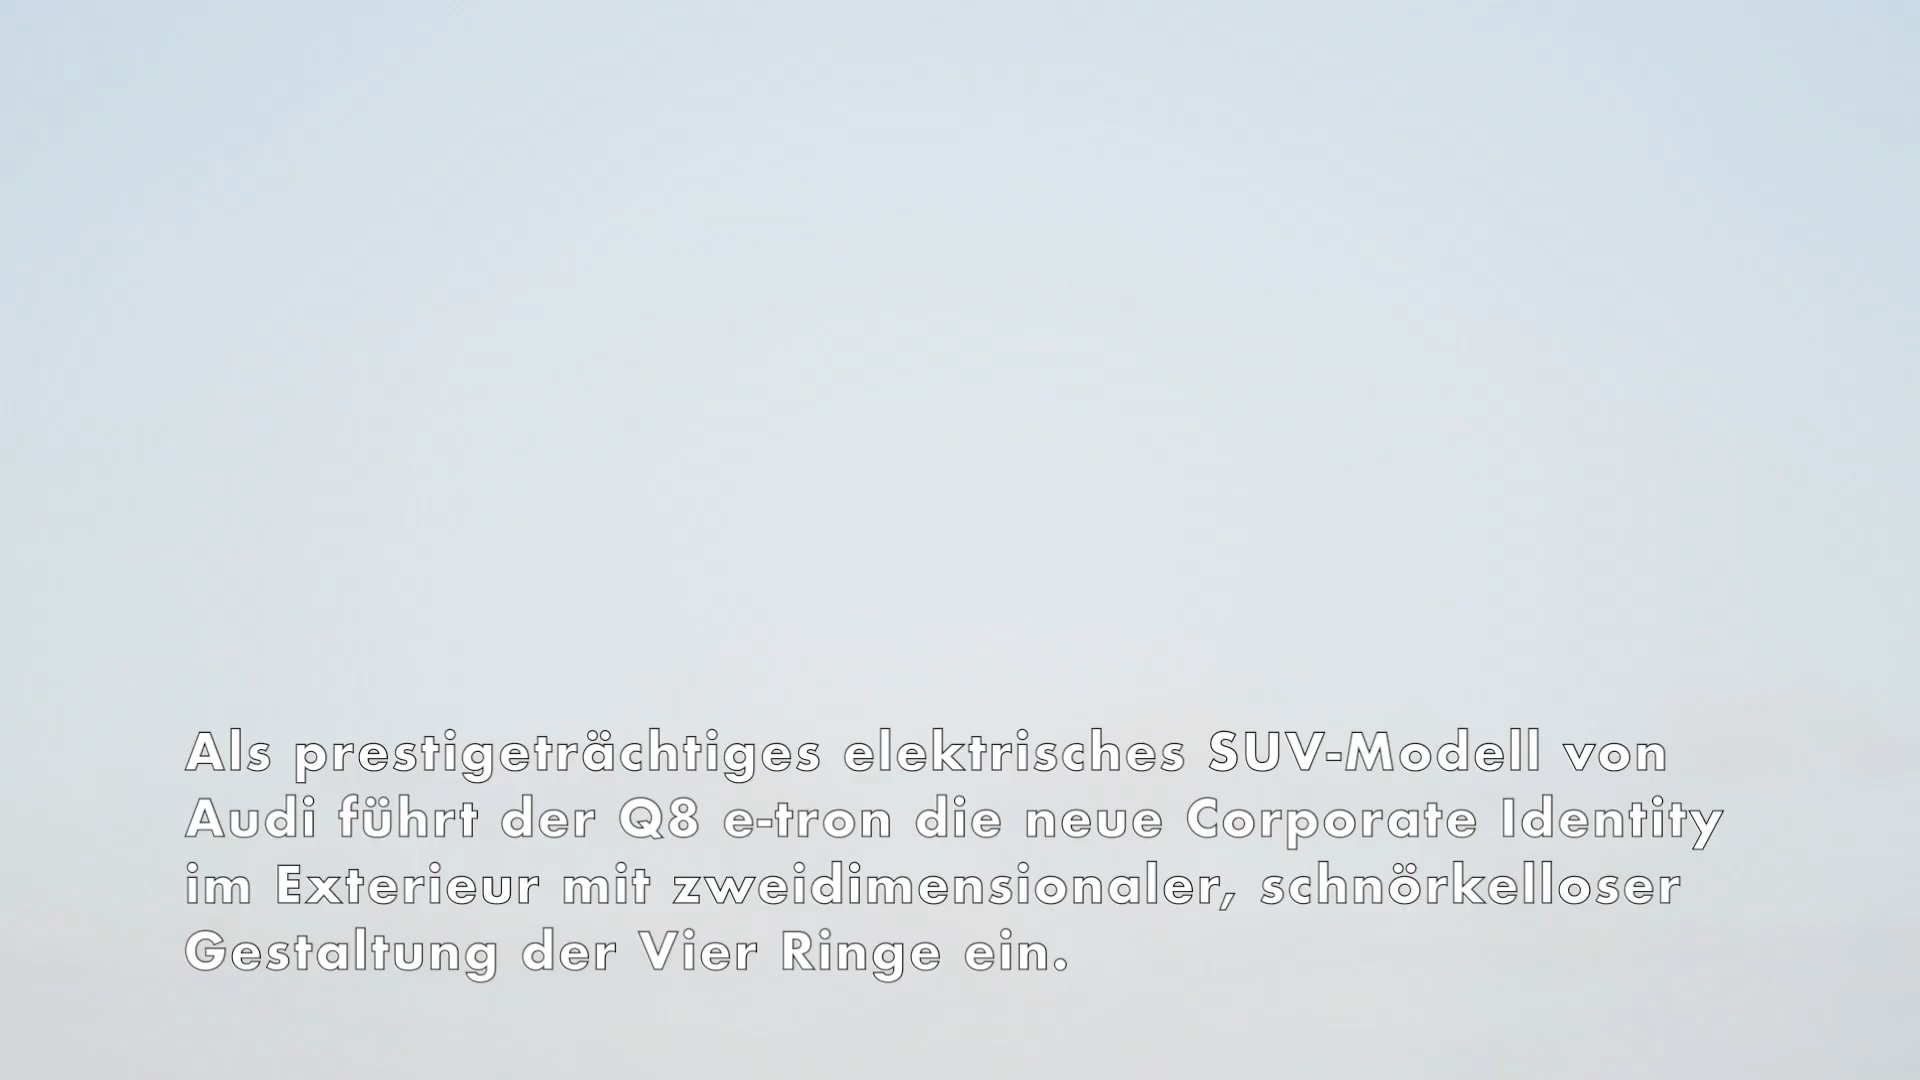 Als prestigeträchtiges elektrisches SUV-Modell von
Audi führt der Q8 e-tron die neue Corporate Identity
im Exterieur mit zweidimensionaler, schnörkelloser
Gestaltung der Vier Ringe ein.